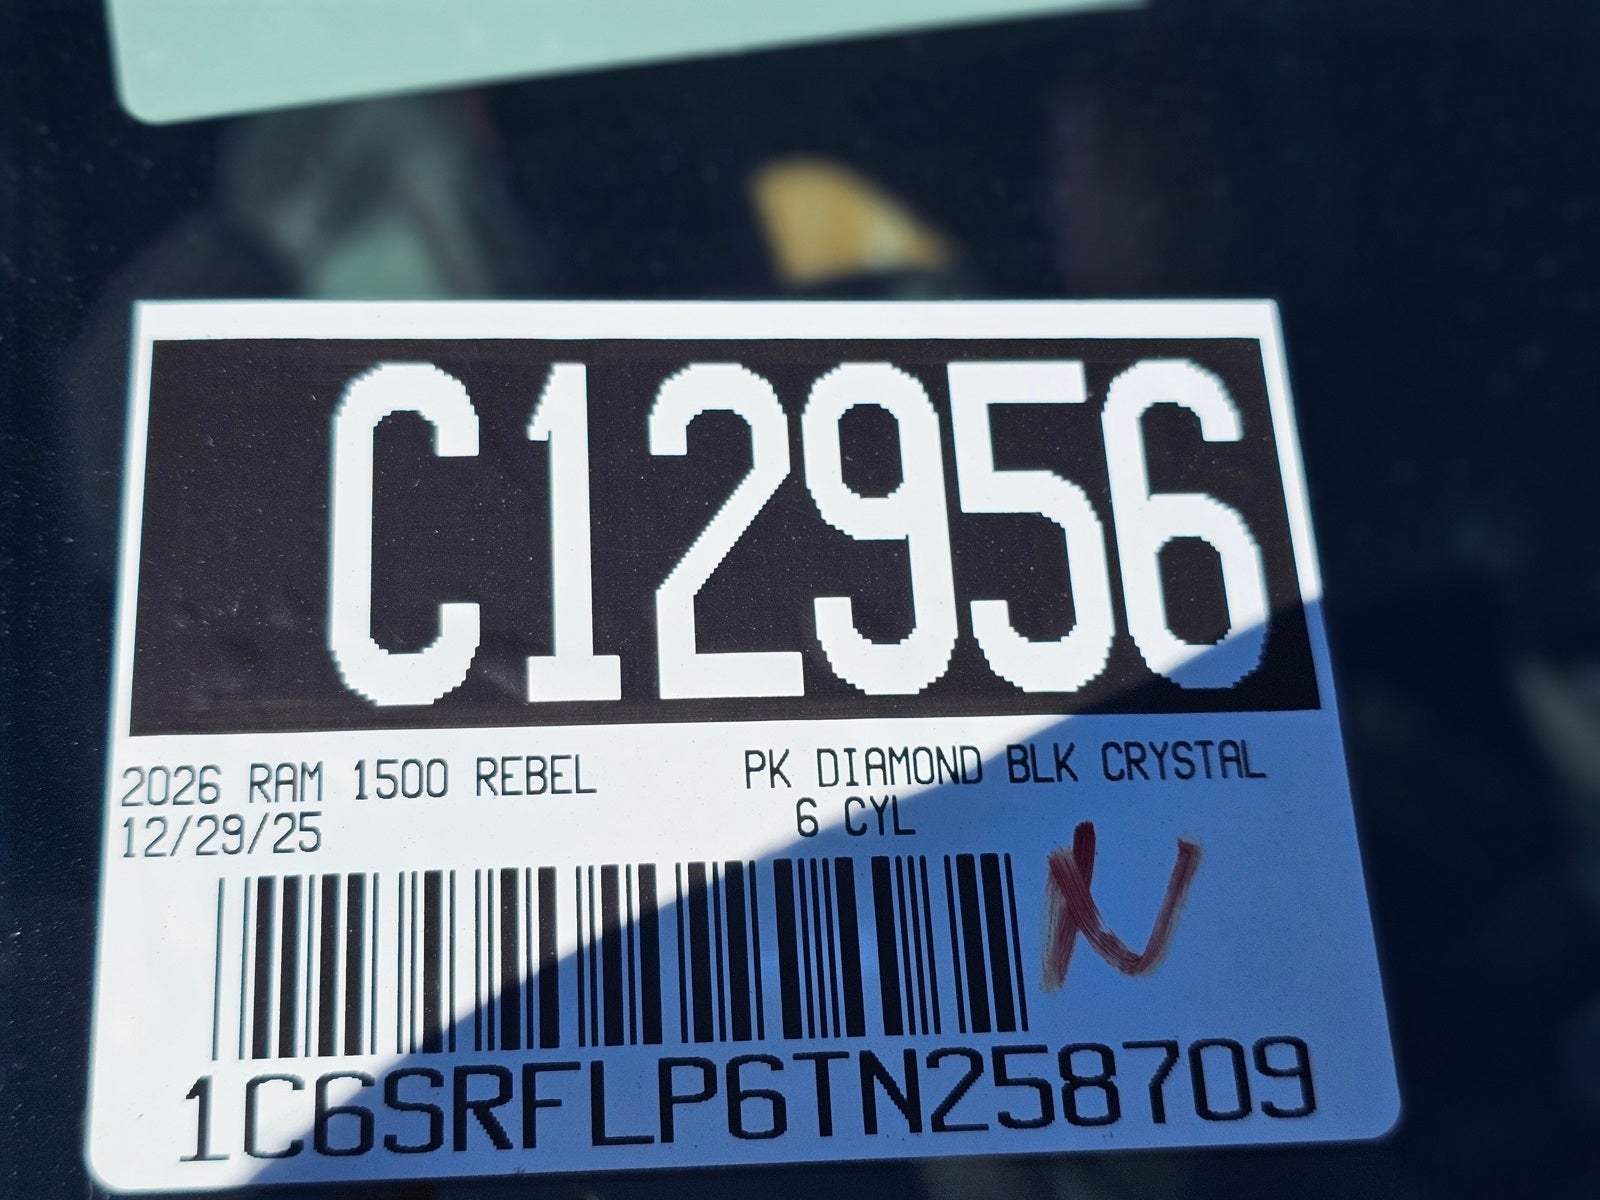 C12956
2026 RAM 1500 REBEL PK DIAMOND BLK CRYSTAL
12/29/25 6 CYL
N
1C6SRFLP6TN258709